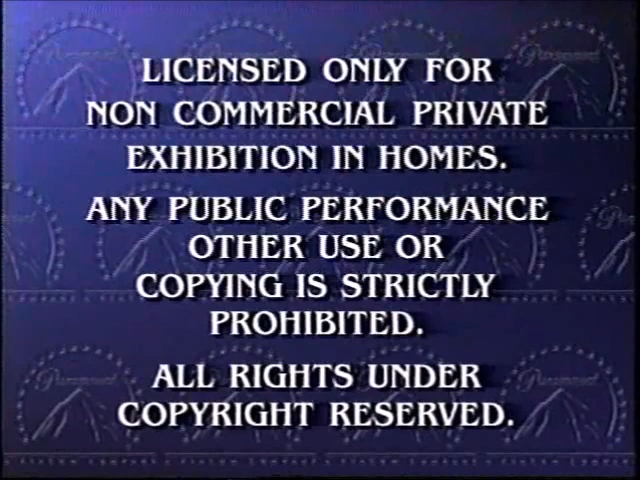 LICENSED ONLY FOR
NON COMMERCIAL PRIVATE
EXHIBITION IN HOMES.
ANY PUBLIC PERFORMANCE
OTHER USE OR
COPYING IS STRICTLY
PROHIBITED.
ALL RIGHTS UNDER
COPYRIGHT RESERVED.